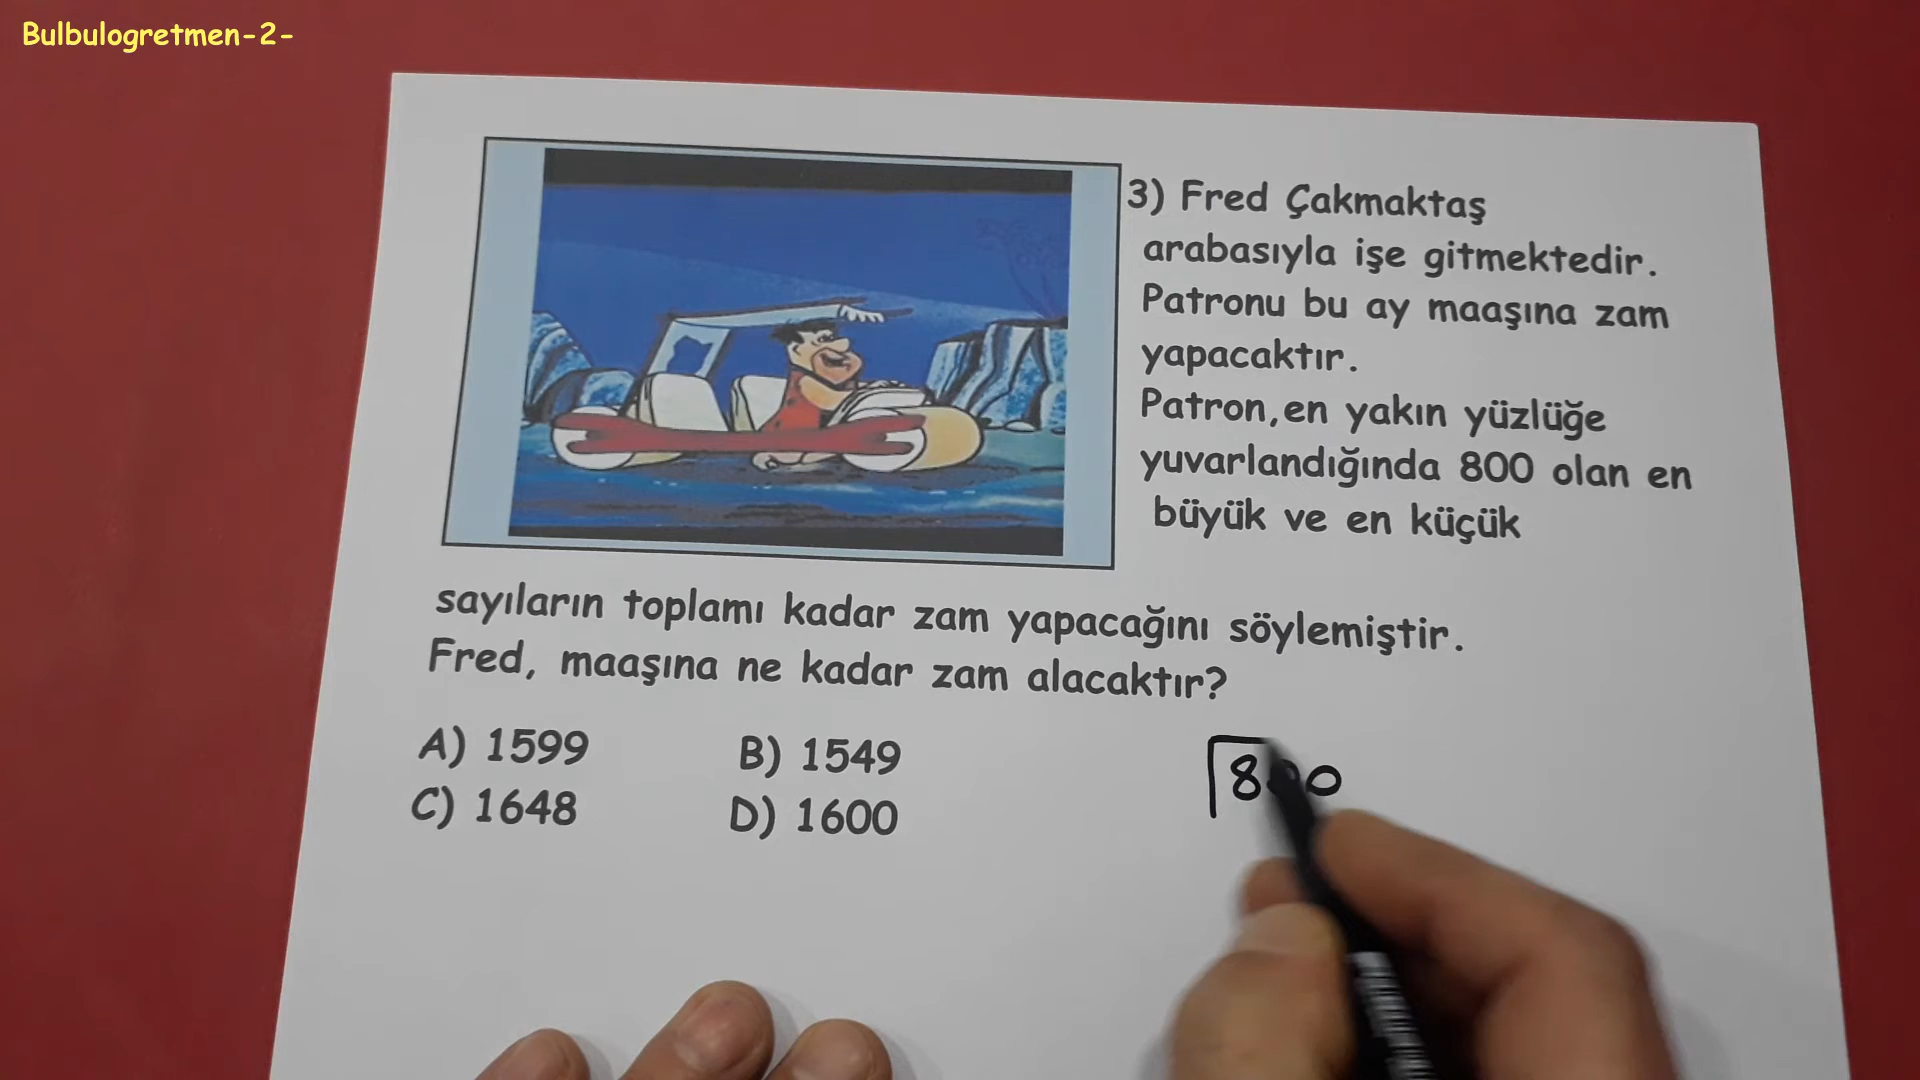 Bulbulogretmen-2-
3) Fred Çakmaktaş
arabasıyla işe gitmektedir.
Patronu bu ay maaşına zam
yapacaktır.
Patron,en yakın yüzlüğe
yuvarlandığında 800 olan en
büyük ve en küçük
sayıların toplamı kadar zam yapacağını söylemiştir.
Fred, maaşına ne kadar zam alacaktır?
A) 1599 B) 1549
C) 1648 D) 1600
800